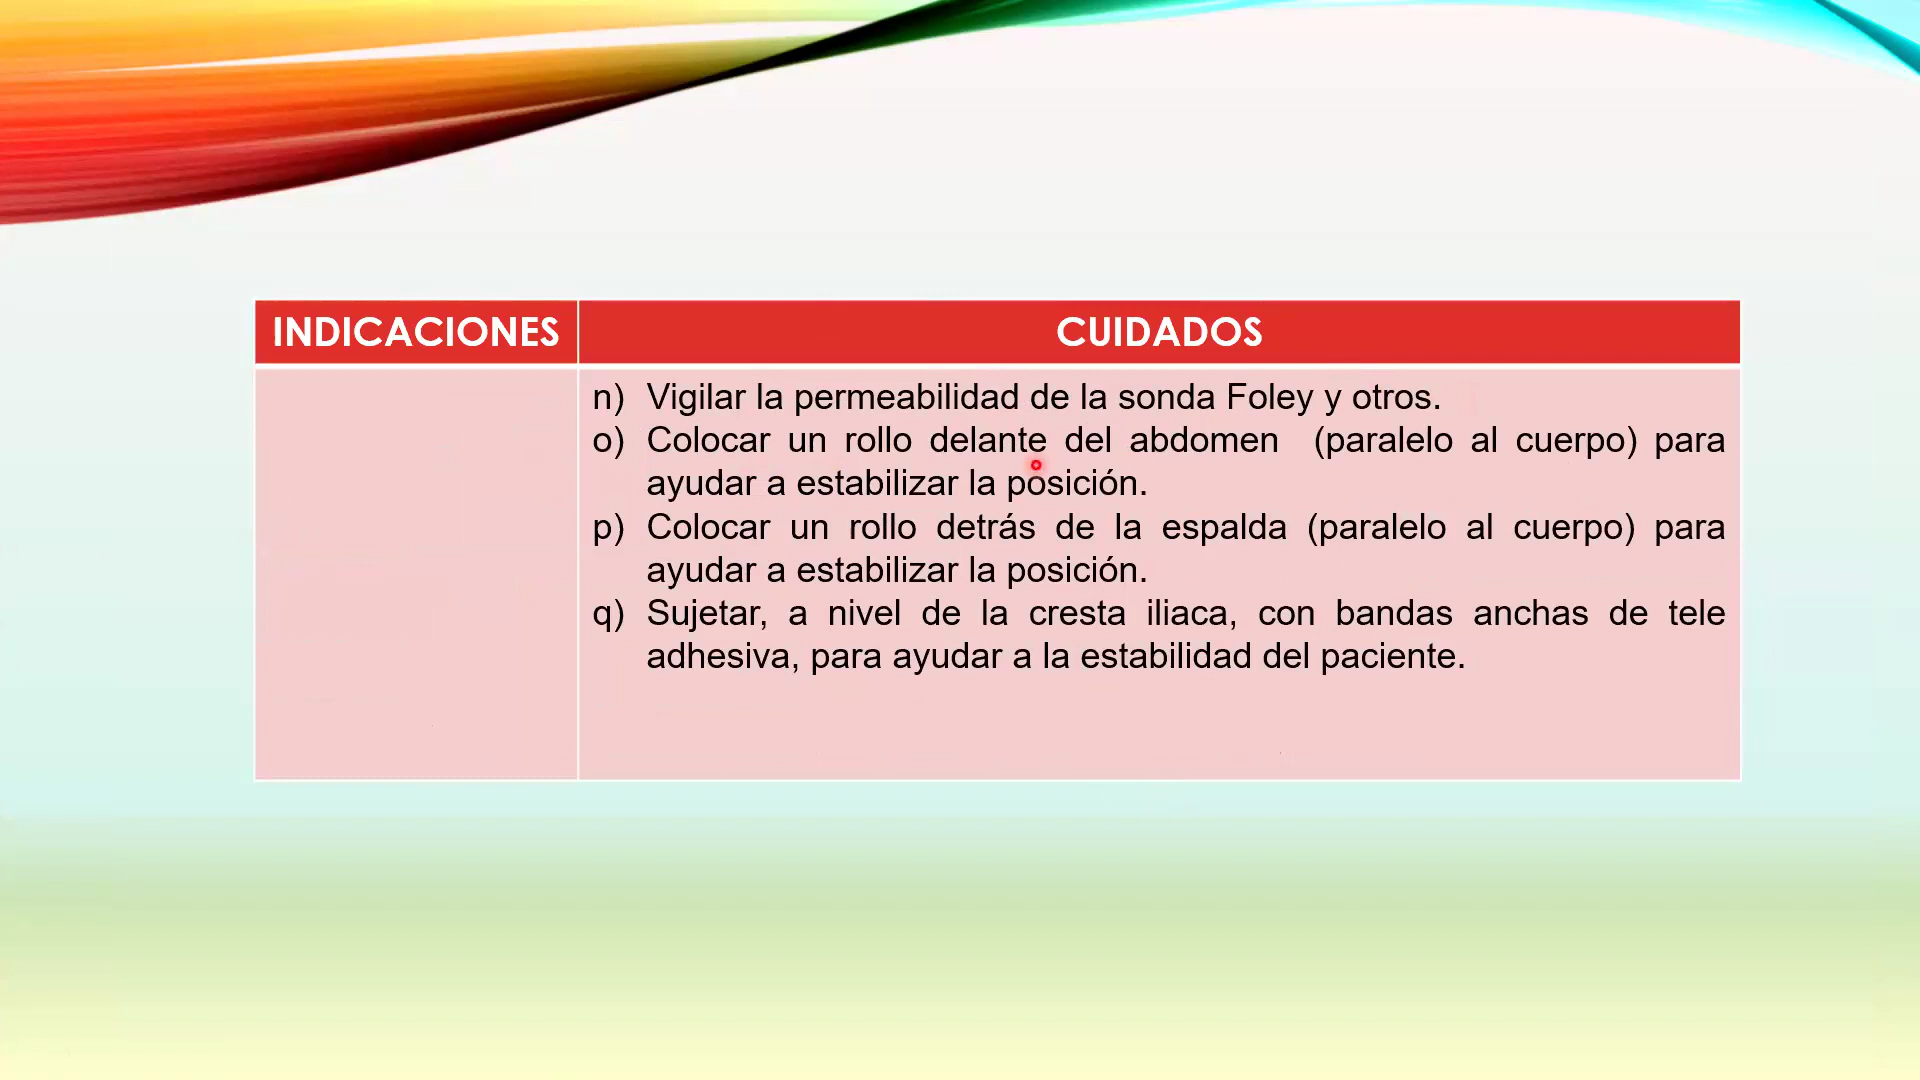 INDICACIONES
CUIDADOS
n) Vigilar la permeabilidad de la sonda Foley y otros.
o) Colocar un rollo delante del abdomen (paralelo al cuerpo) para
ayudar a estabilizar la posición.
p) Colocar un rollo detrás de la espalda (paralelo al cuerpo) para
ayudar a estabilizar la posición.
q) Sujetar, a nivel de la cresta iliaca, con bandas anchas de tele
adhesiva, para ayudar a la estabilidad del paciente.